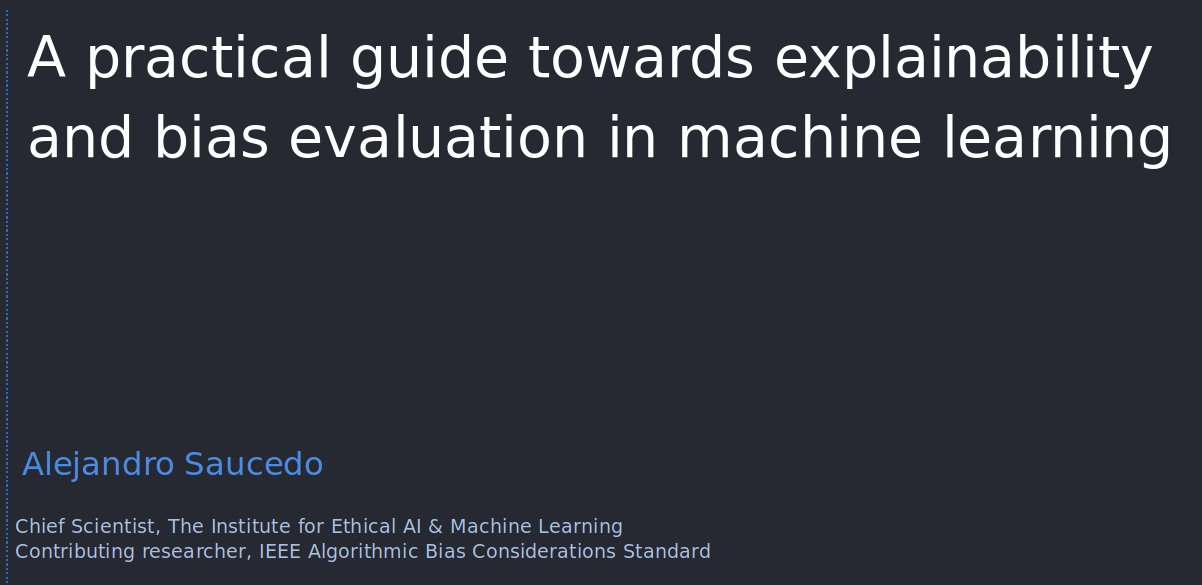 A practical guide towards explainability
and bias evaluation in machine learning
Alejandro Saucedo
Chief Scientist, The Institute for Ethical AI & Machine Learning
Contributing researcher, IEEE Algorithmic Bias Considerations Standard